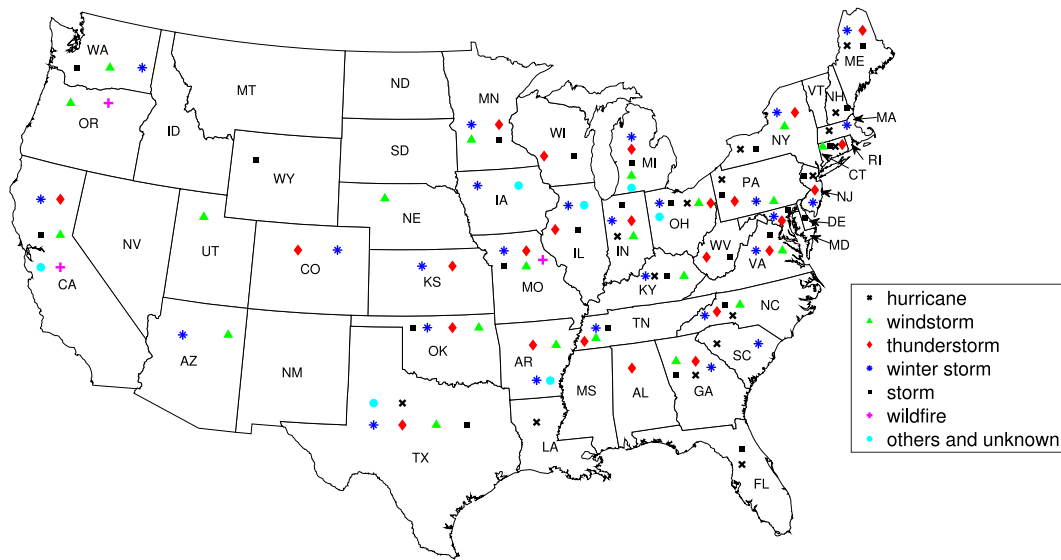 WA
MT
ND
MN
ME
VT
NH
OR
ID
WI
MI
NY
MA
RI
CT
SD
WY
IA
PA
NJ
NE
IL
IN
OH
DE
MD
NV
UT
CO
KS
MO
WV
VA
KY
CA
AZ
NM
OK
AR
TN
NC
SC
MS
AL
GA
TX
LA
FL
hurricane
windstorm
thunderstorm
winter storm
storm
wildfire
others and unknown